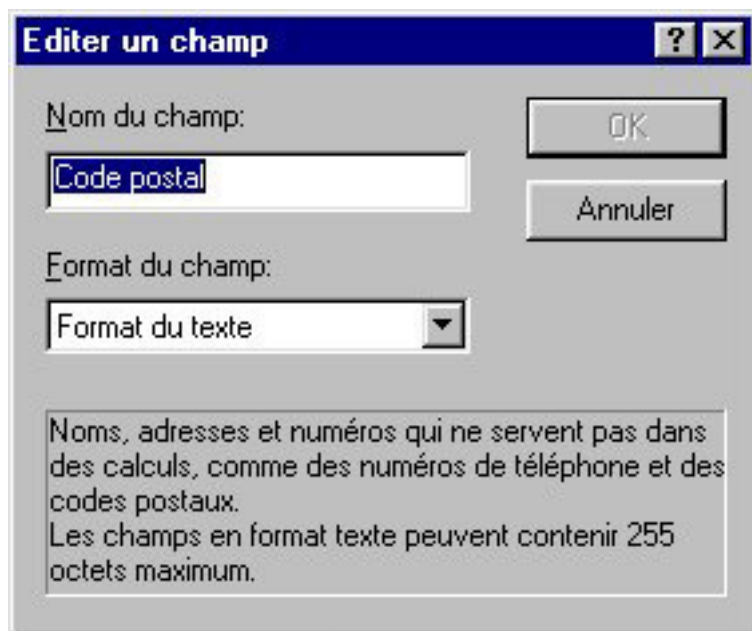 Editer un champ
Nom du champ:
OK
Code postal
Annuler
Format du champ:
Format du texte
Noms, adresses et numéros qui ne servent pas dans
des calculs, comme des numéros de téléphone et des
codes postaux.
Les champs en format texte peuvent contenir 255
octets maximum.